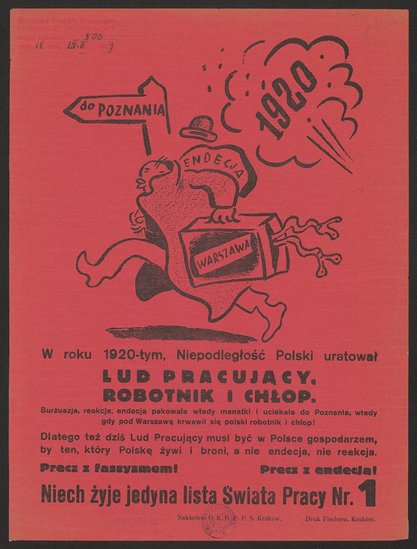 500
do POZNANIA
1920
ENDECJA
WARSZAWA
W roku 1920-tym, Niepodległość Polski uratował
LUD PRACUJĄCY,
ROBOTNIK i CHŁOP.
Burżuazja, reakcja, endecja pakowała wtedy manatki i uciekała do Poznania, wtedy
gdy pod Warszawą krwawił się polski robotnik i chłop!
Dlatego też dziś Lud Pracujący musi być w Polsce gospodarzem,
by ten, który Polskę żywi i broni, a nie endecja, nie reakcja.
Precz z faszyzmem! Precz z endecją!
Niech żyje jedyna lista Świata Pracy Nr. 1
Nakładem O. K. R. P. P. S. Kraków. Druk Fischera, Kraków.